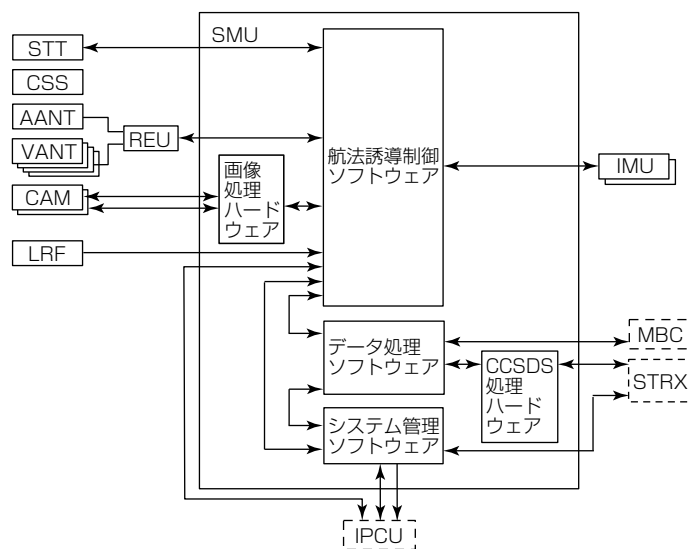 SMU
STT
CSS
AANT
REU
VANT
CAM
LRF
画像
処理
ハード
ウェア
航法誘導制御
ソフトウェア
IMU
データ処理
ソフトウェア
CCSDS
処理
ハード
ウェア
MBC
STRX
システム管理
ソフトウェア
IPCU